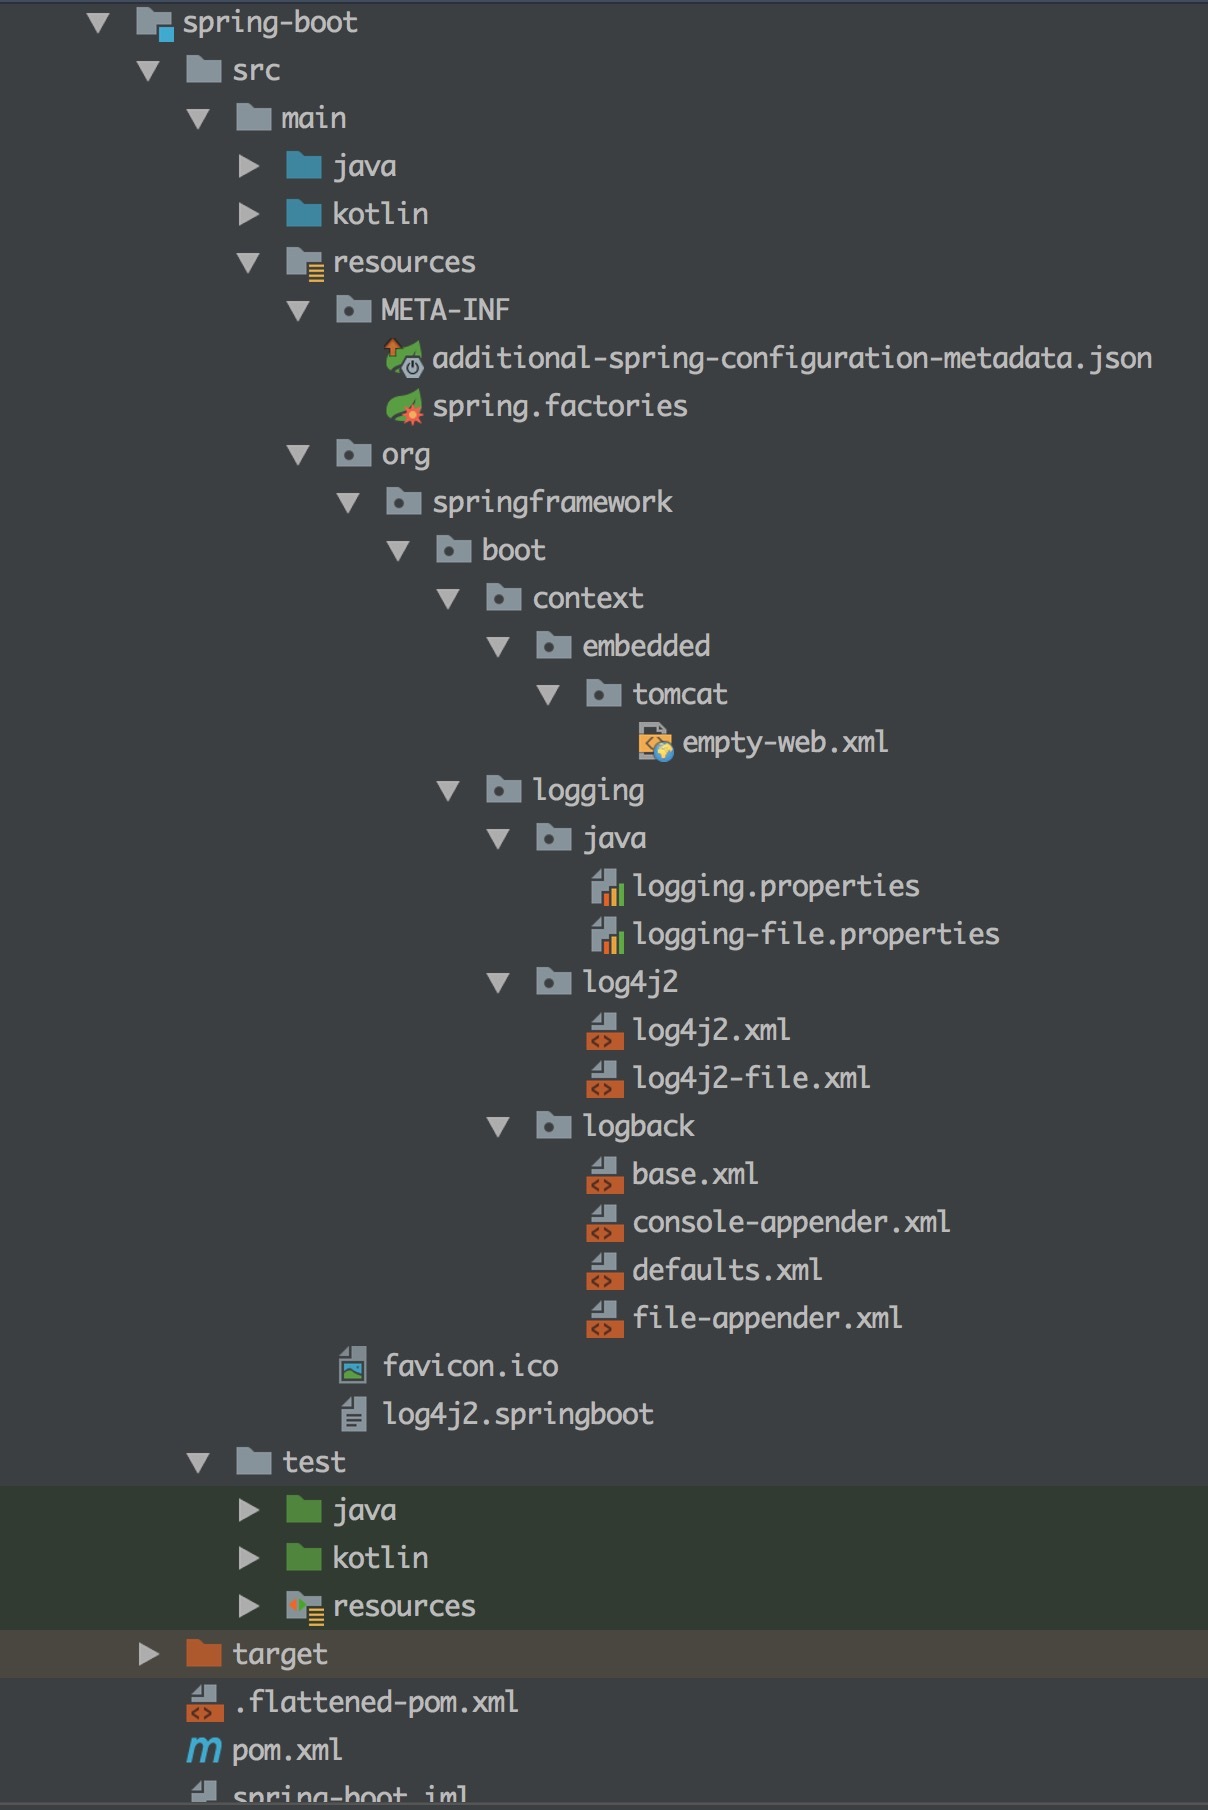 spring-boot
src
main
java
kotlin
resources
META-INF
additional-spring-configuration-metadata.json
spring.factories
org
springframework
boot
context
embedded
tomcat
empty-web.xml
logging
java
logging.properties
logging-file.properties
log4j2
log4j2.xml
log4j2-file.xml
logback
base.xml
console-appender.xml
defaults.xml
file-appender.xml
favicon.ico
log4j2.springboot
test
java
kotlin
resources
target
.flattened-pom.xml
pom.xml
spring-boot.iml